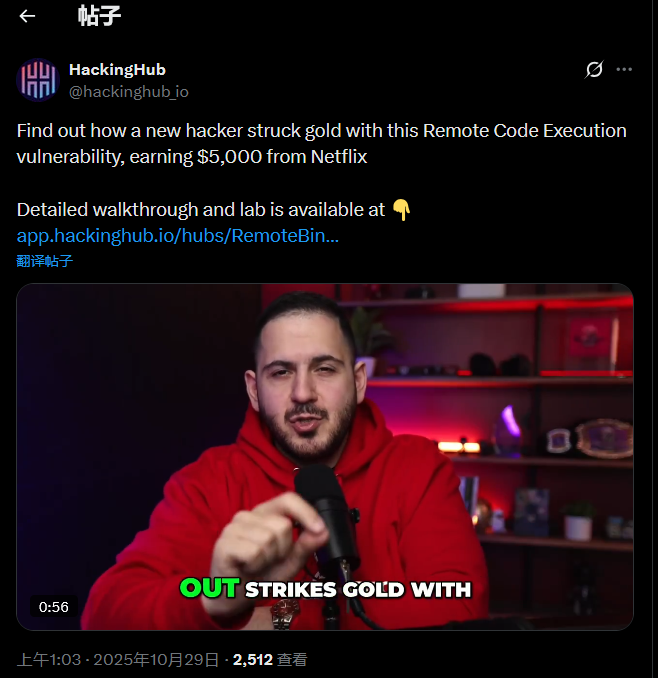 帖子
HackingHub
@hackinghub_io
Find out how a new hacker struck gold with this Remote Code Execution
vulnerability, earning $5,000 from Netflix
Detailed walkthrough and lab is available at 👇
app.hackinghub.io/hubs/RemoteBin...
翻译帖子
OUT STRIKES GOLD WITH
0:56
上午1:03 · 2025年10月29日 · 2,512 查看